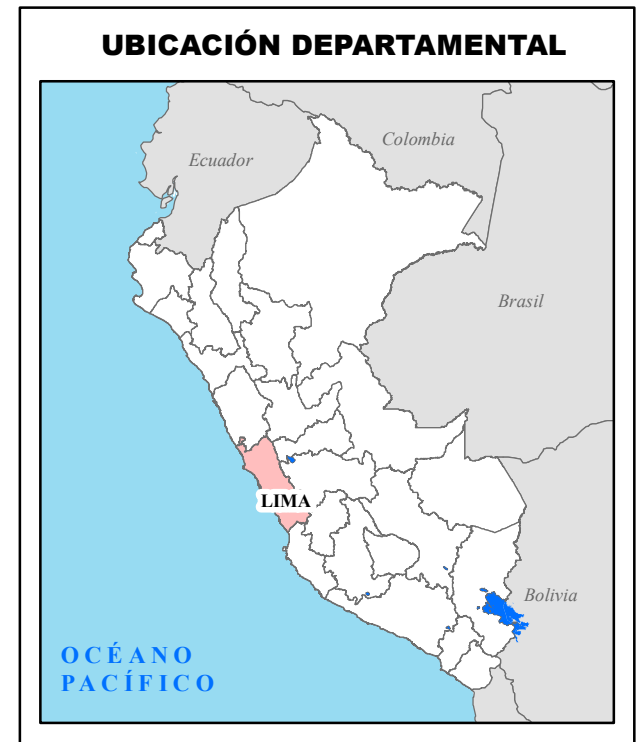 UBICACIÓN DEPARTAMENTAL
Colombia
Ecuador
Brasil
LIMA
Bolivia
OCÉANO
PACÍFICO